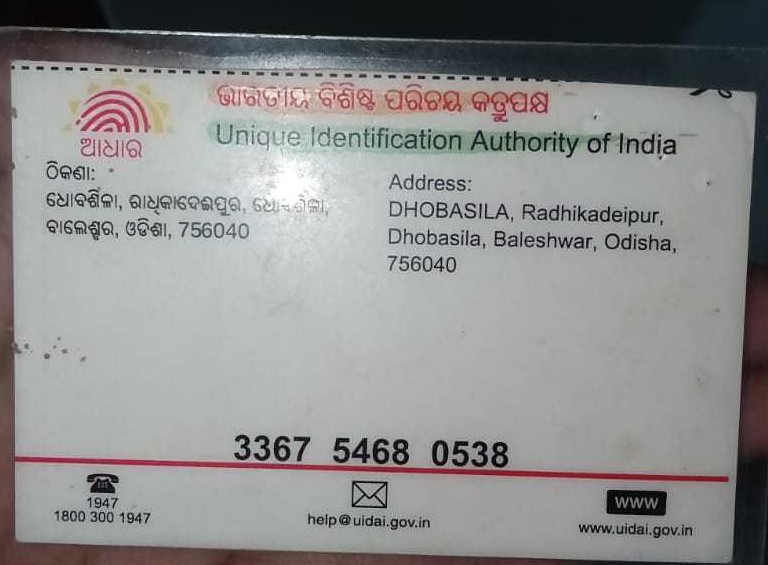 ଭାରତୀୟ ବିଶିଷ୍ଟ ପରିଚୟ କର୍ତ୍ତୃପକ୍ଷ
Unique Identification Authority of India
ଆଧାର
ଠିକଣା:
ଧୋବଶିଳା, ରାଧିକାଦେଈପୁର, ଧୋବଶିଳା,
ବାଲେଶ୍ୱର, ଓଡିଶା, 756040
Address:
DHOBASILA, Radhikadeipur,
Dhobasila, Baleshwar, Odisha,
756040
3367 5468 0538
1947
1800 300 1947
help@uidai.gov.in
www
www.uidai.gov.in